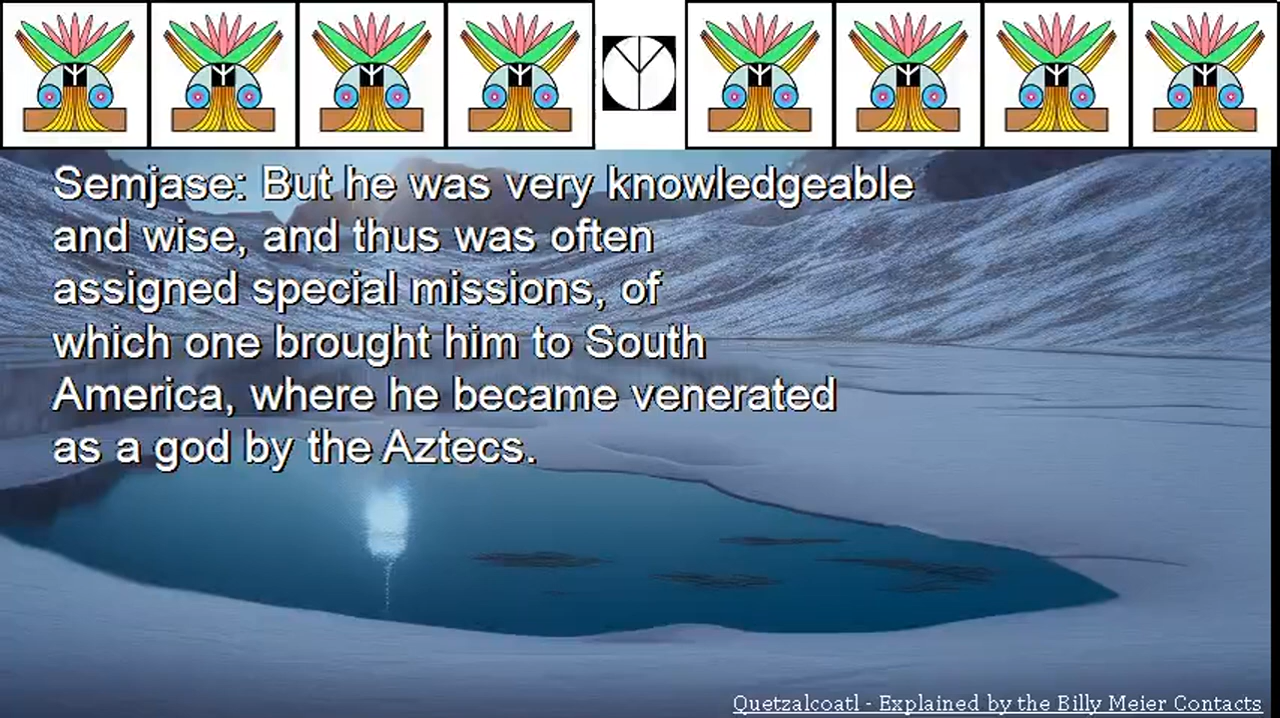 Semjase: But he was very knowledgeable
and wise, and thus was often
assigned special missions, of
which one brought him to South
America, where he became venerated
as a god by the Aztecs.
Quetzalcoatl - Explained by the Billy Meier Contacts